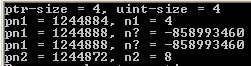 ptr-size = 4, uint-size = 4
pn1 = 1244884, n1 = 4
pn1 = 1244888, n? = -858993460
pn1 = 1244888, n? = -858993460
pn2 = 1244872, n2 = 8